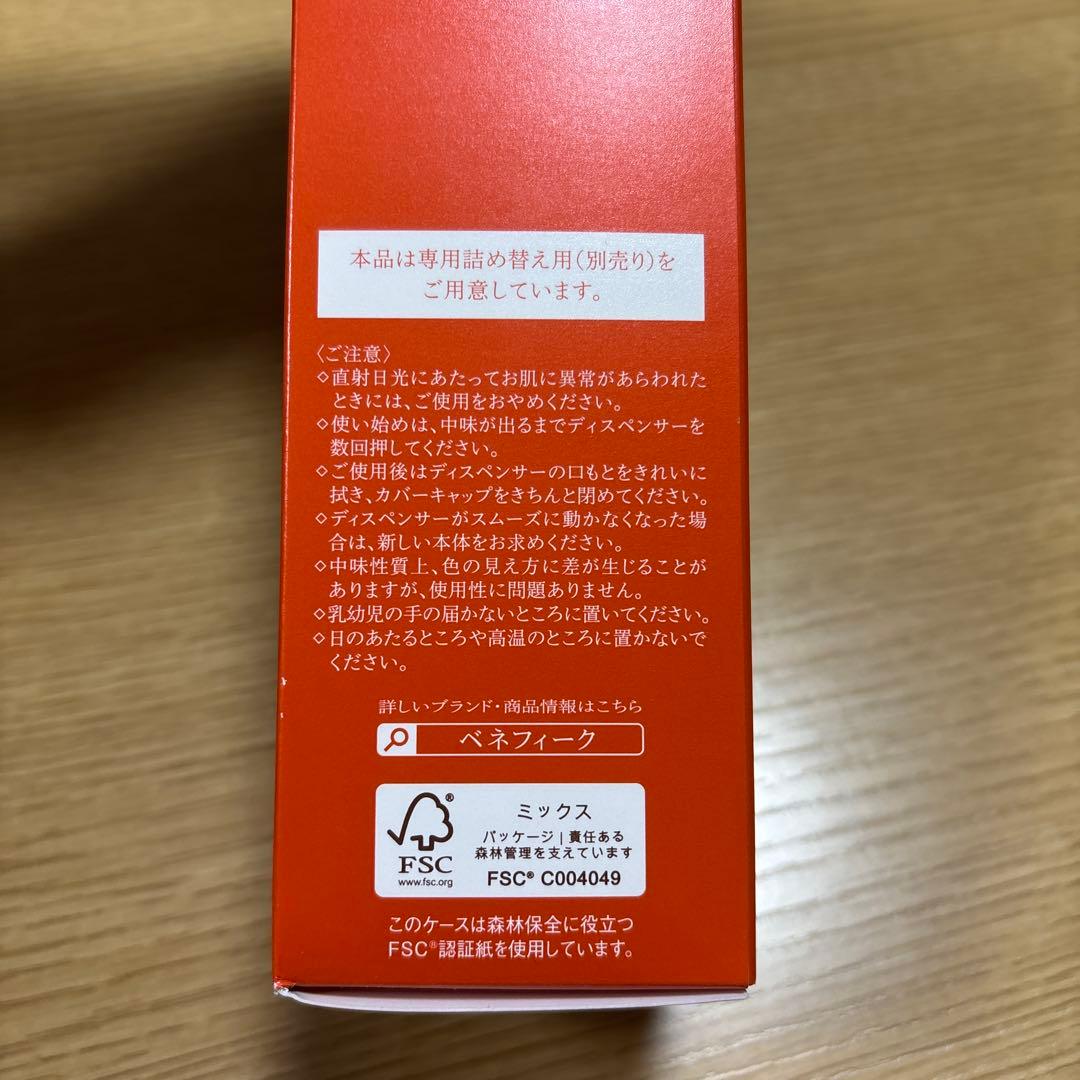 本品は専用詰め替え用(別売り)を
ご用意しています。
〈ご注意〉
◇直射日光にあたってお肌に異常があらわれた
ときには、ご使用をおやめください。
◇使い始めは、中味が出るまでディスペンサーを
数回押してください。
◇ご使用後はディスペンサーの口もとをきれいに
拭き、カバーキャップをきちんと閉めてください。
◇ディスペンサーがスムーズに動かなくなった場
合は、新しい本体をお求めください。
◇中味性質上、色の見え方に差が生じることが
ありますが、使用性に問題ありません。
◇乳幼児の手の届かないところに置いてください。
◇日のあたるところや高温のところに置かないで
ください。
詳しいブランド・商品情報はこちら
ベネフィーク
ミックス
パッケージ|責任ある
森林管理を支えています
FSC® C004049
®
FSC
www.fsc.org
このケースは森林保全に役立つ
FSC®認証紙を使用しています。